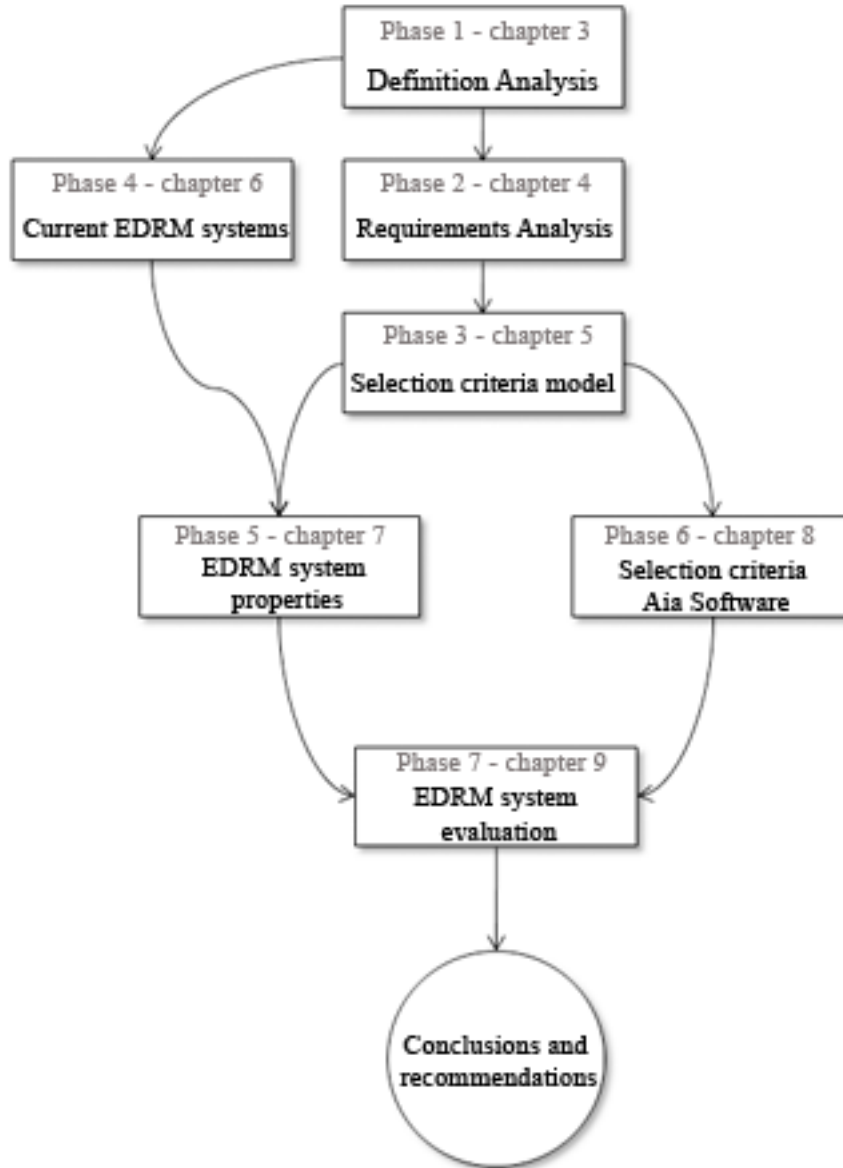 Phase 1 - chapter 3
Definition Analysis
Phase 4 - chapter 6
Current EDRM systems
Phase 2 - chapter 4
Requirements Analysis
Phase 3 - chapter 5
Selection criteria model
Phase 5 - chapter 7
EDRM system
properties
Phase 6 - chapter 8
Selection criteria
Aia Software
Phase 7 - chapter 9
EDRM system
evaluation
Conclusions and
recommendations